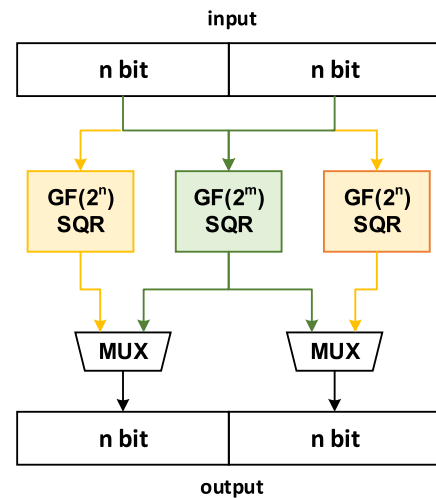 input
n bit n bit
GF(2ⁿ) GF(2ᵐ) GF(2ⁿ)
SQR SQR SQR
MUX MUX
n bit n bit
output